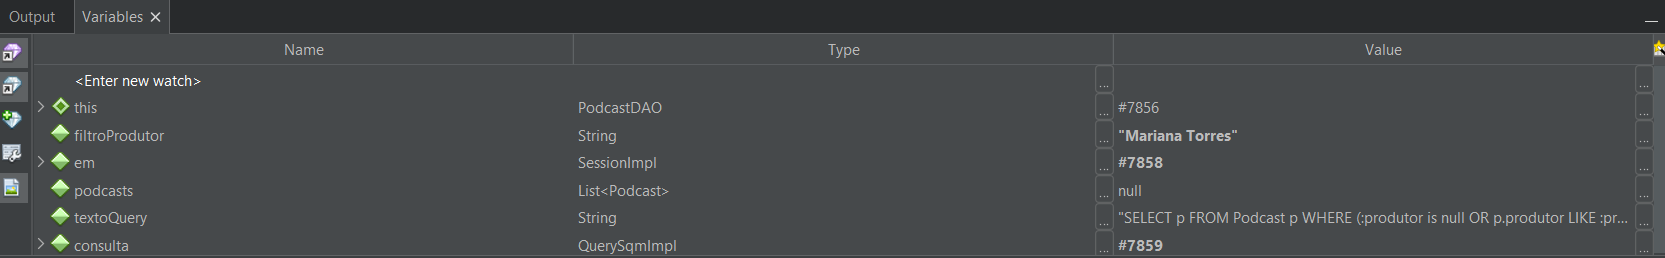 Output Variables
Name Type Value
<Enter new watch> ... ...
this PodcastDAO ... #7856 ...
filtroProdutor String ... "Mariana Torres" ...
em SessionImpl ... #7858 ...
podcasts List<Podcast> ... null ...
textoQuery String ... "SELECT p FROM Podcast p WHERE (:produtor is null OR p.produtor LIKE :pr... ...
consulta QuerySqmImpl ... #7859 ...